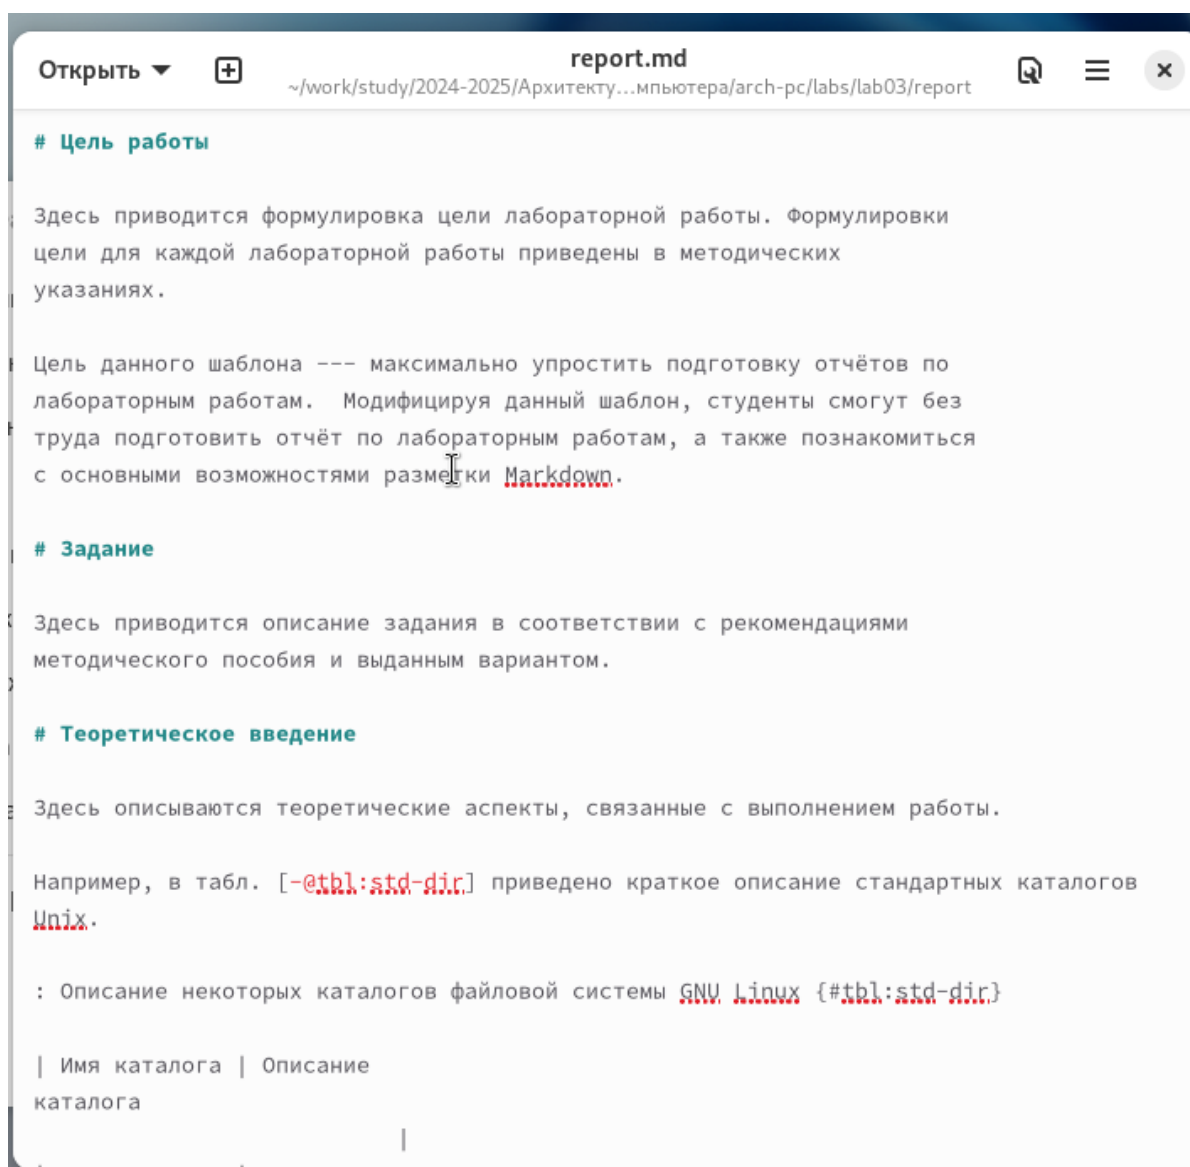 Открыть
report.md
~/work/study/2024-2025/Архитекту…мпьютера/arch-pc/labs/lab03/report
# Цель работы
Здесь приводится формулировка цели лабораторной работы. Формулировки
цели для каждой лабораторной работы приведены в методических
указаниях.
Цель данного шаблона --- максимально упростить подготовку отчётов по
лабораторным работам.  Модифицируя данный шаблон, студенты смогут без
труда подготовить отчёт по лабораторным работам, а также познакомиться
с основными возможностями разметки Markdown.
# Задание
Здесь приводится описание задания в соответствии с рекомендациями
методического пособия и выданным вариантом.
# Теоретическое введение
Здесь описываются теоретические аспекты, связанные с выполнением работы.
Например, в табл. [-@tbl:std-dir] приведено краткое описание стандартных каталогов
Unix.
: Описание некоторых каталогов файловой системы GNU Linux {#tbl:std-dir}
| Имя каталога | Описание
каталога
|